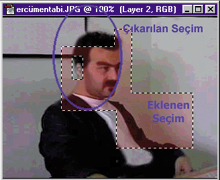 ercümentabi.JPG @ 100% (Layer 2, RGB)
Çıkarılan Seçim
Eklenen
Seçim